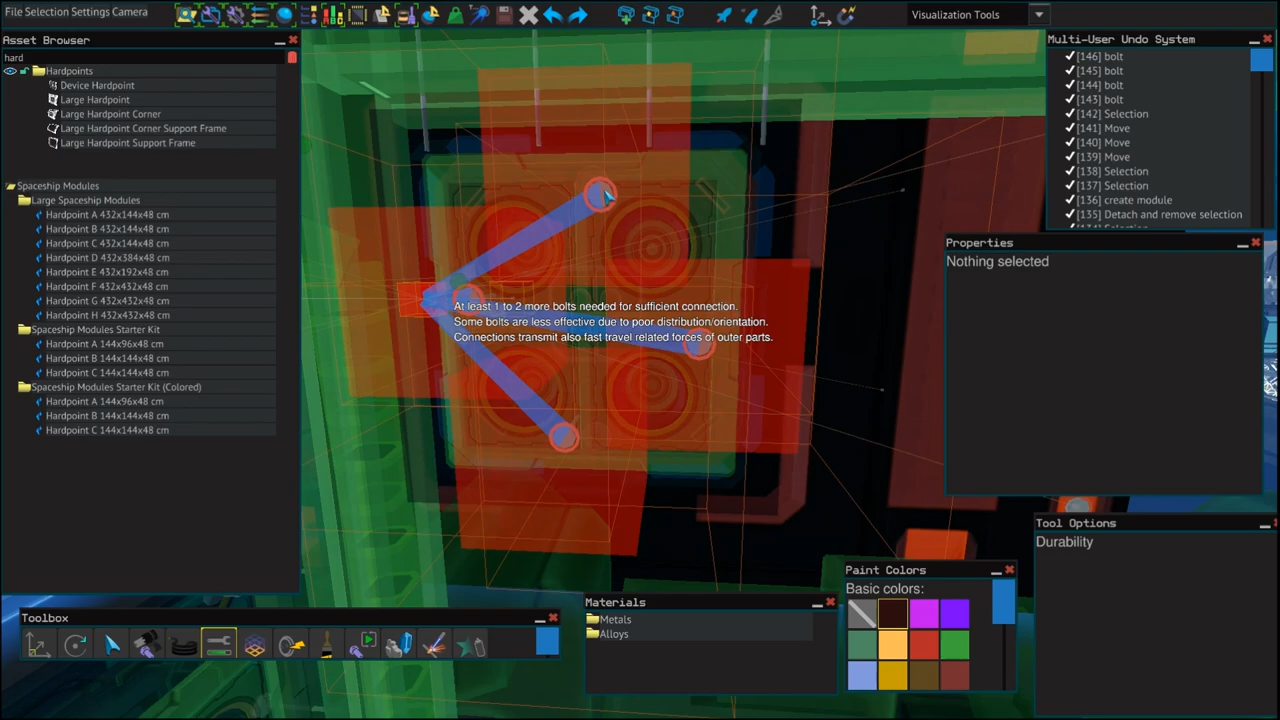 File Selection Settings Camera
Visualization Tools
Asset Browser
hard
Hardpoints
Device Hardpoint
Large Hardpoint
Large Hardpoint Corner
Large Hardpoint Corner Support Frame
Large Hardpoint Support Frame
Spaceship Modules
Large Spaceship Modules
Hardpoint A 432x144x48 cm
Hardpoint B 432x144x48 cm
Hardpoint C 432x144x48 cm
Hardpoint D 432x384x48 cm
Hardpoint E 432x192x48 cm
Hardpoint F 432x432x48 cm
Hardpoint G 432x432x48 cm
Hardpoint H 432x432x48 cm
Spaceship Modules Starter Kit
Hardpoint A 144x96x48 cm
Hardpoint B 144x144x48 cm
Hardpoint C 144x144x48 cm
Spaceship Modules Starter Kit (Colored)
Hardpoint A 144x96x48 cm
Hardpoint B 144x144x48 cm
Hardpoint C 144x144x48 cm
At least 1 to 2 more bolts needed for sufficient connection.
Some bolts are less effective due to poor distribution/orientation.
Connections transmit also fast travel related forces of outer parts.
Multi-User Undo System
[146] bolt
[145] bolt
[144] bolt
[143] bolt
[142] Selection
[141] Move
[140] Move
[139] Move
[138] Selection
[137] Selection
[136] create module
[135] Detach and remove selection
Properties
Nothing selected
Tool Options
Durability
Paint Colors
Basic colors:
Materials
Metals
Alloys
Toolbox